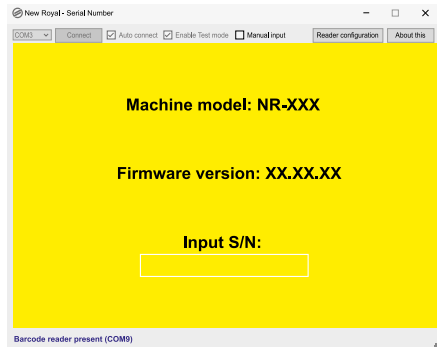 New Royal - Serial Number
COM3 Connect Auto connect Enable Test mode Manual input Reader configuration About this
Machine model: NR-XXX
Firmware version: XX.XX.XX
Input S/N:
Barcode reader present (COM9)